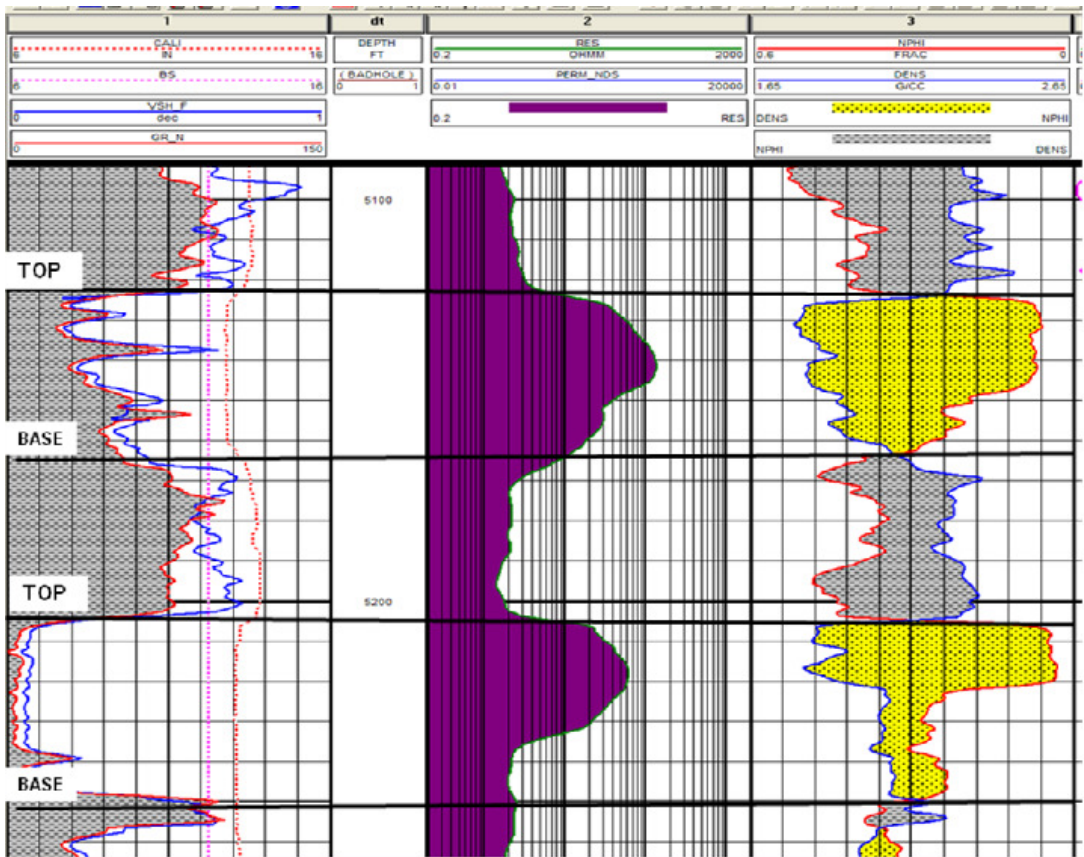 1 dt 2 3
CALI
6 IN 16
BS
6 16
VSH_F
0 dec 1
GR_N
0 150
DEPTH
FT
( BADHOLE )
0 1
RES
0.2 OHMM 2000
PERM_NDS
0.01 20000
0.2 RES
NPHI
0.6 FRAC 0
DENS
1.65 G/CC 2.65
DENS NPHI
NPHI DENS
5100
TOP
BASE
TOP
5200
BASE